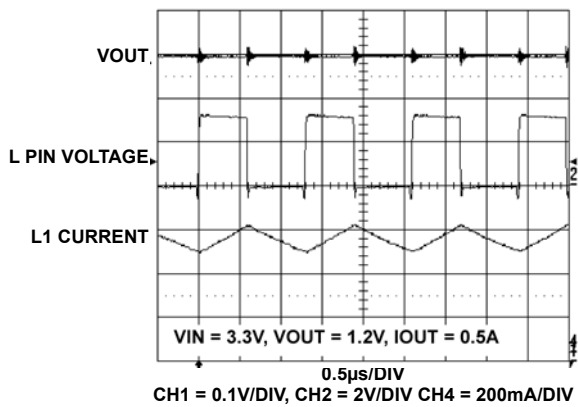 VOUT
L PIN VOLTAGE
2
L1 CURRENT
VIN = 3.3V, VOUT = 1.2V, IOUT = 0.5A
4
0.5µs/DIV
CH1 = 0.1V/DIV, CH2 = 2V/DIV CH4 = 200mA/DIV